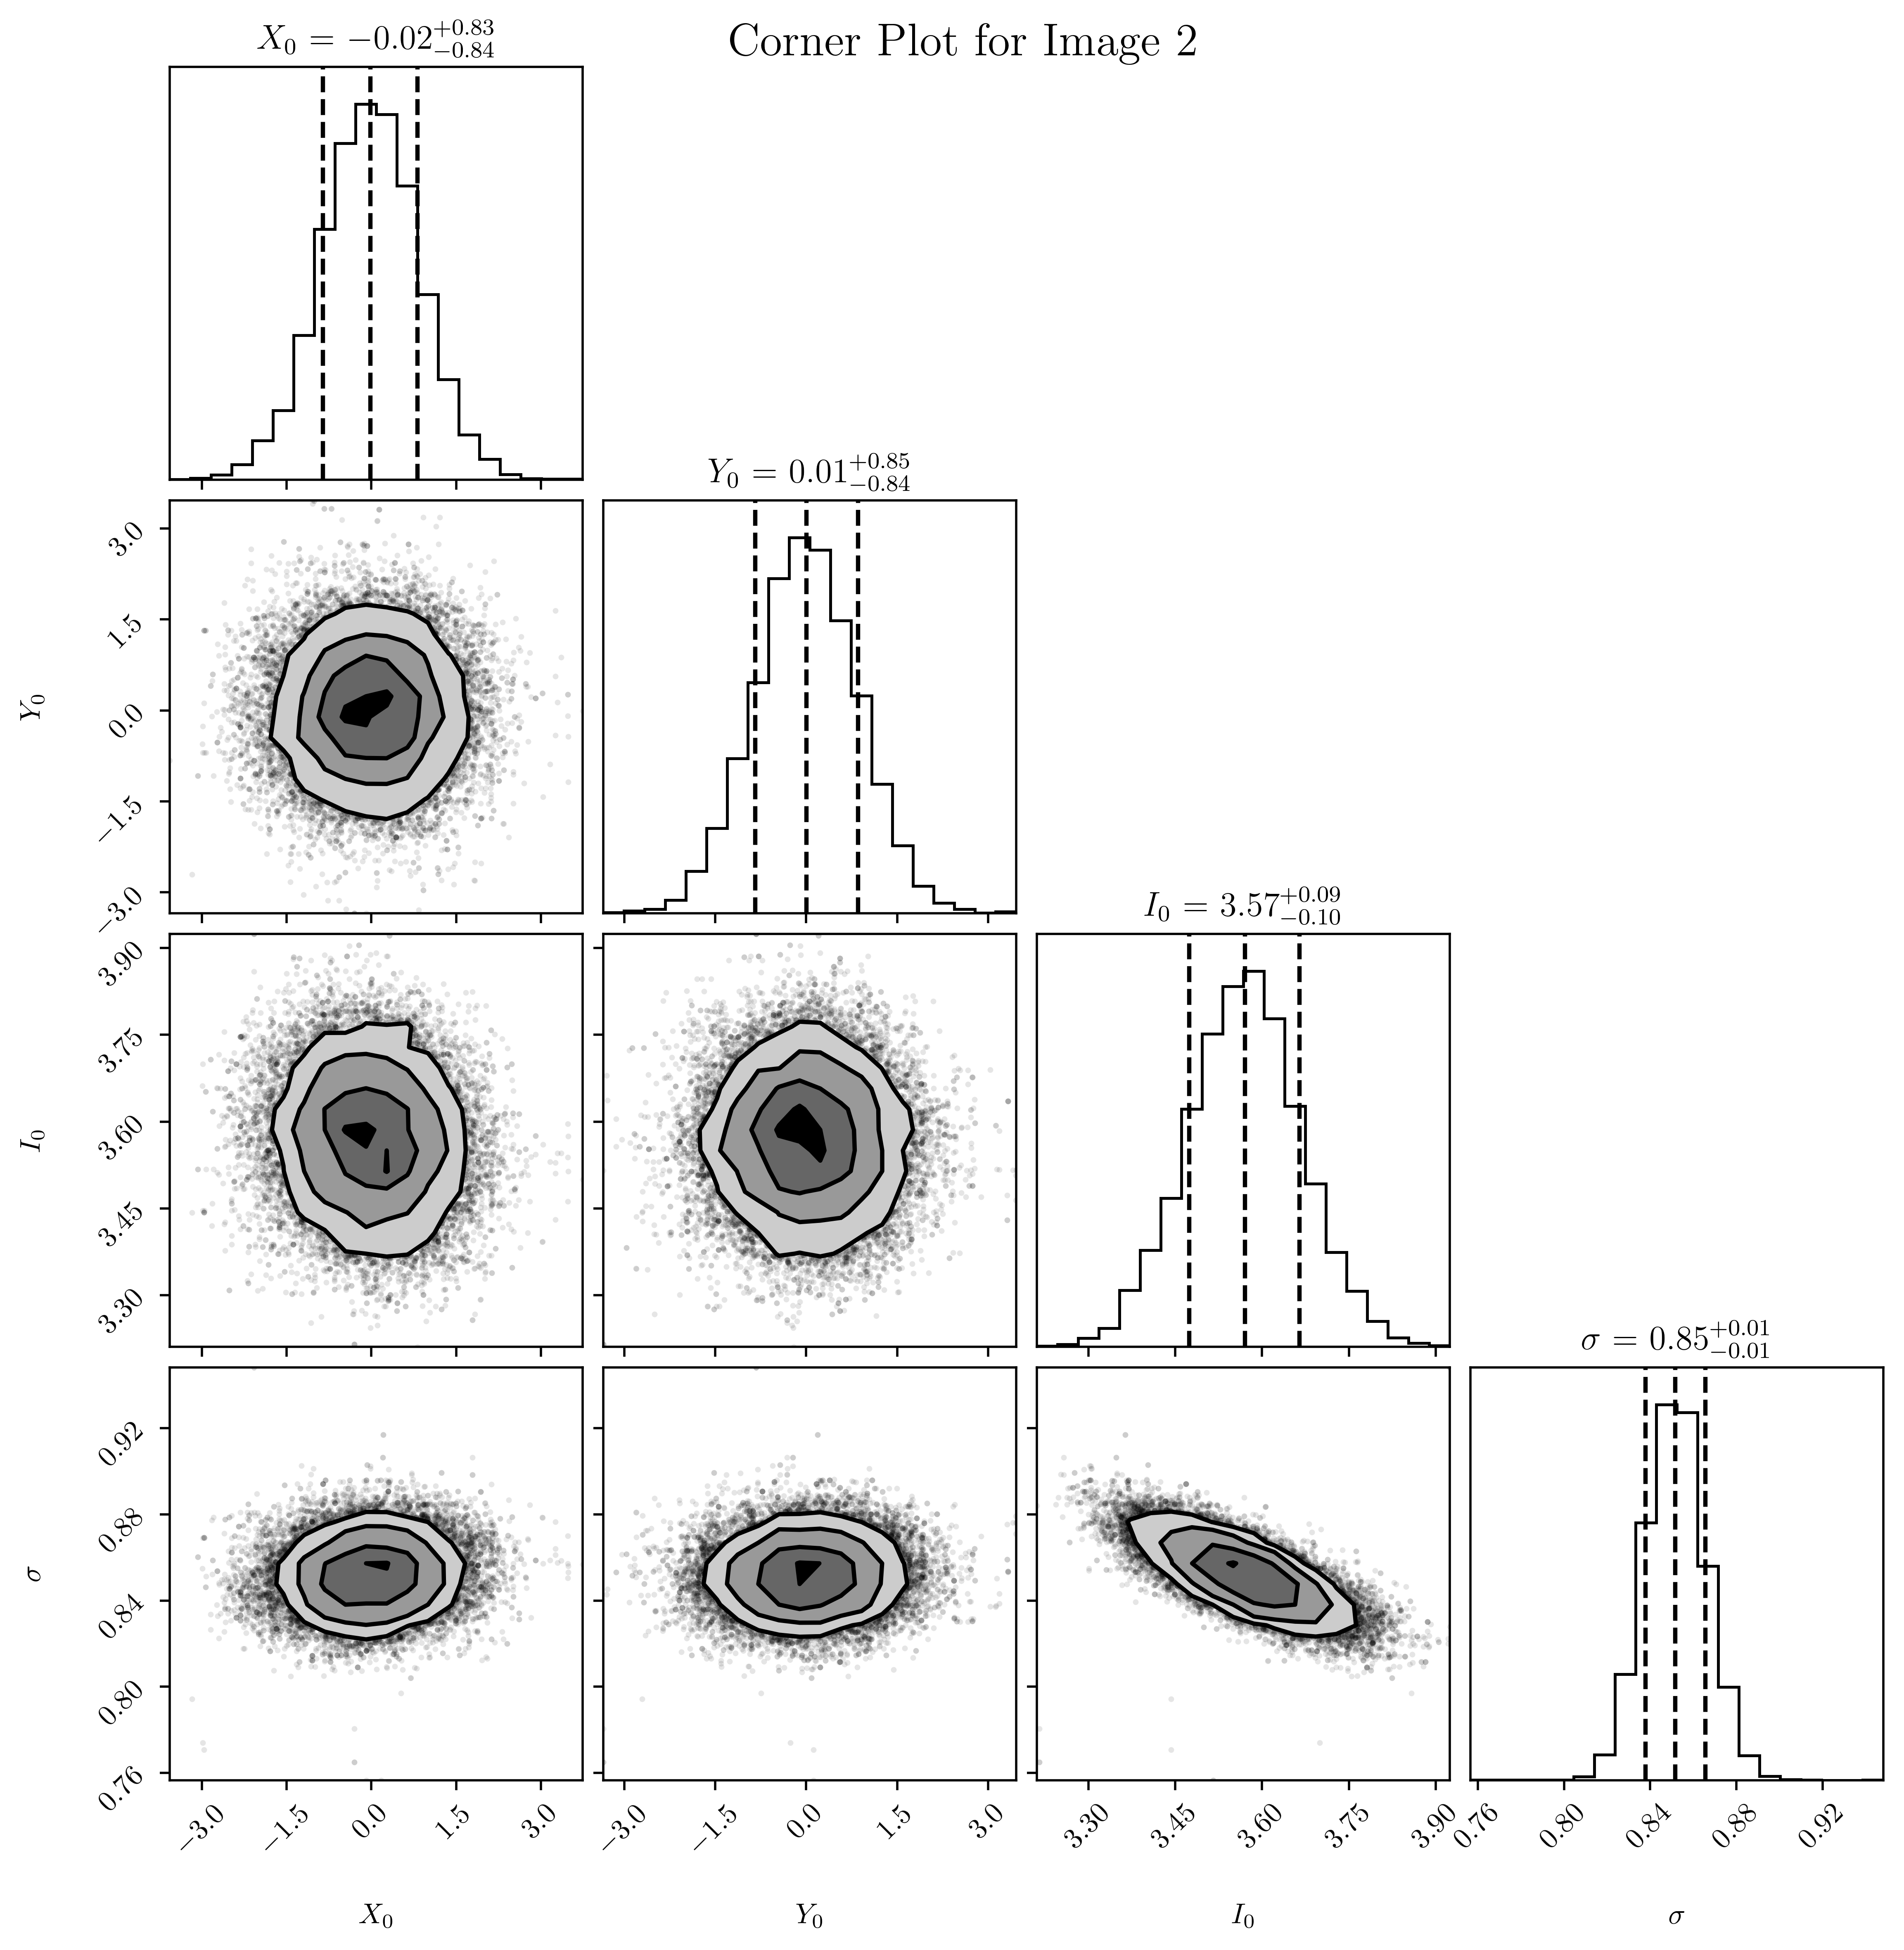 Corner Plot for Image 2
X₀ = −0.02 +0.83 −0.84
Y₀ = 0.01 +0.85 −0.84
3.0
1.5
0.0
−1.5
−3.0
Y₀
I₀ = 3.57 +0.09 −0.10
3.90
3.75
3.60
3.45
3.30
I₀
σ = 0.85 +0.01 −0.01
0.92
0.88
0.84
0.80
0.76
σ
−3.0 −1.5 0.0 1.5 3.0 −3.0 −1.5 0.0 1.5 3.0 3.30 3.45 3.60 3.75 3.90 0.76 0.80 0.84 0.88 0.92
X₀ Y₀ I₀ σ